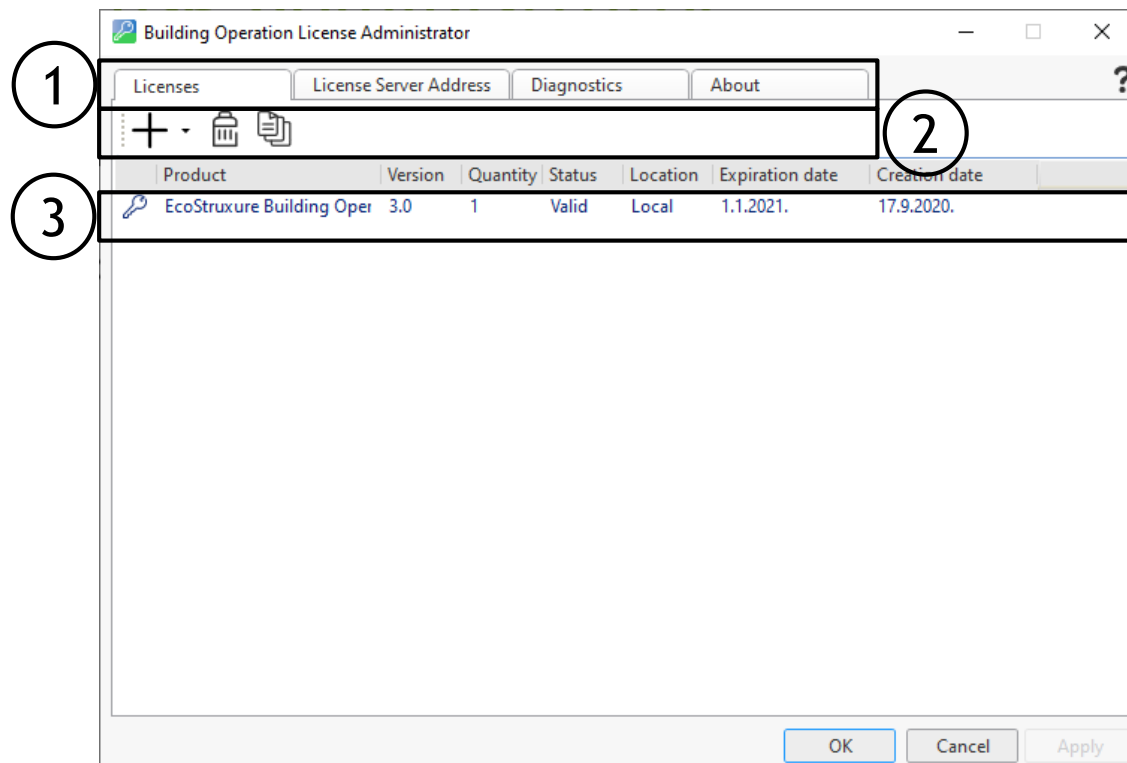 Building Operation License Administrator
1
Licenses License Server Address Diagnostics About ?
2
Product Version Quantity Status Location Expiration date Creation date
3
EcoStruxure Building Oper 3.0 1 Valid Local 1.1.2021. 17.9.2020.
OK Cancel Apply